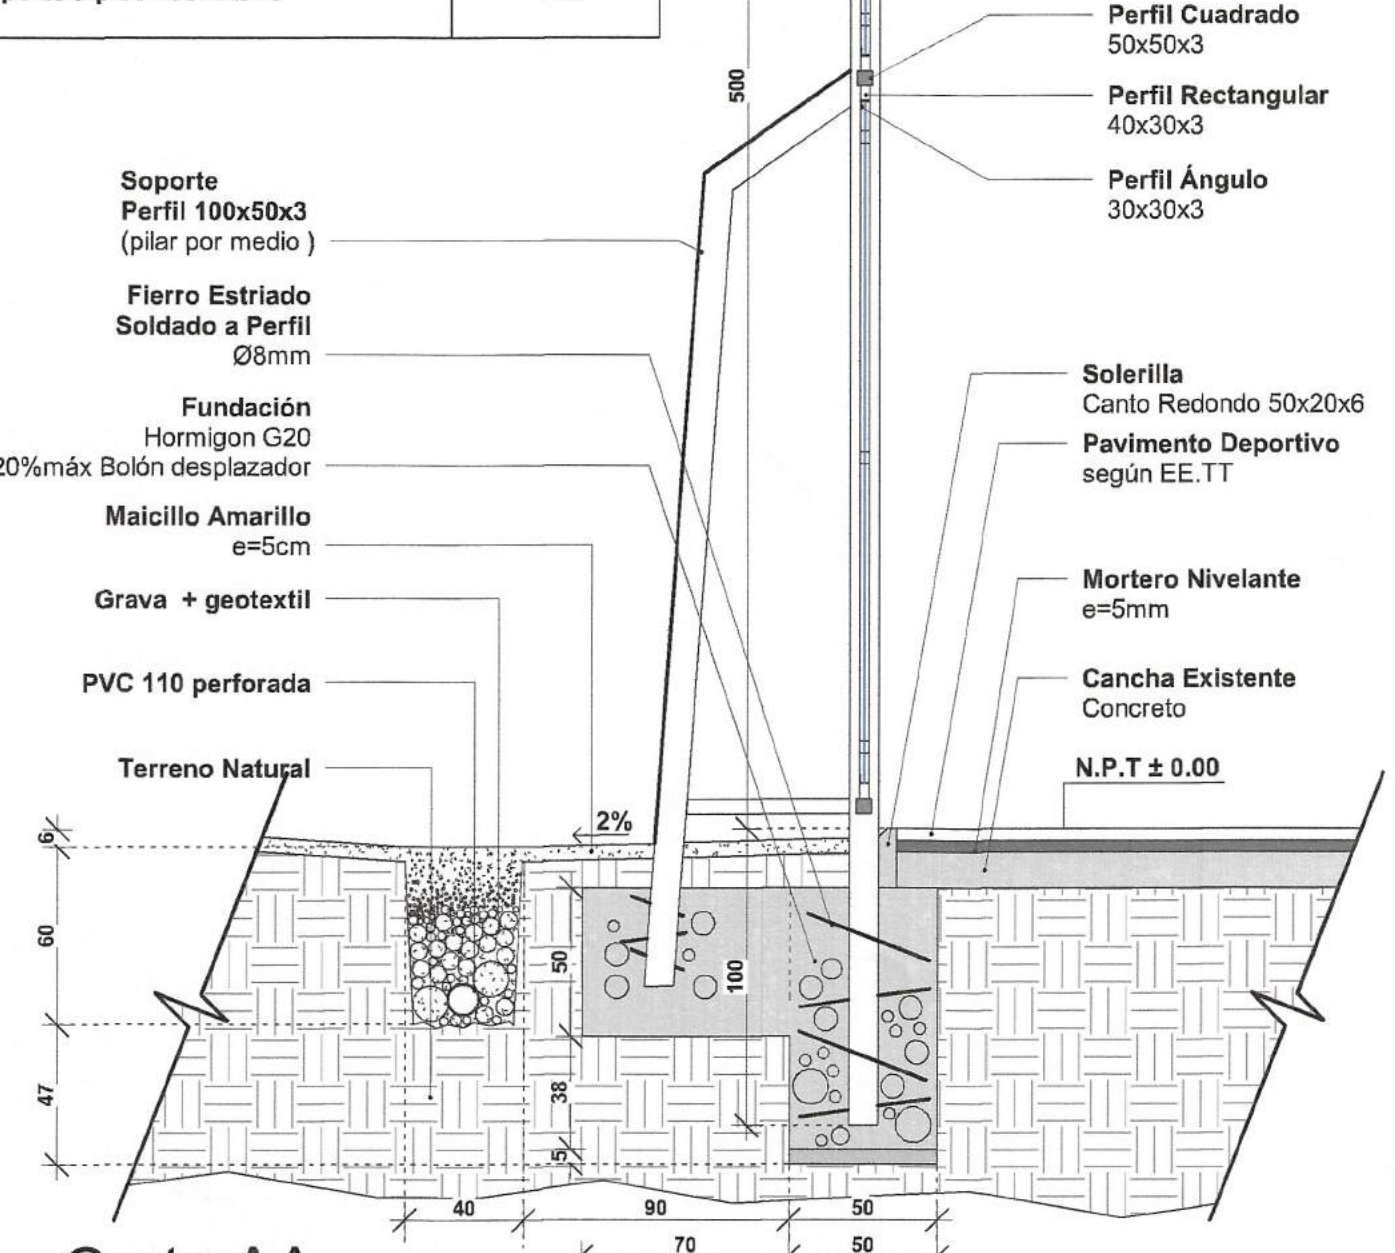 500
Perfil Cuadrado
50x50x3
Perfil Rectangular
40x30x3
Perfil Ángulo
30x30x3
Soporte
Perfil 100x50x3
(pilar por medio )
Fierro Estriado
Soldado a Perfil
Ø8mm
Fundación
Hormigon G20
20%máx Bolón desplazador
Maicillo Amarillo
e=5cm
Grava + geotextil
PVC 110 perforada
Terreno Natural
Solerilla
Canto Redondo 50x20x6
Pavimento Deportivo
según EE.TT
Mortero Nivelante
e=5mm
Cancha Existente
Concreto
N.P.T ± 0.00
2%
6
60
47
50
38
5
100
40
90
50
70
50